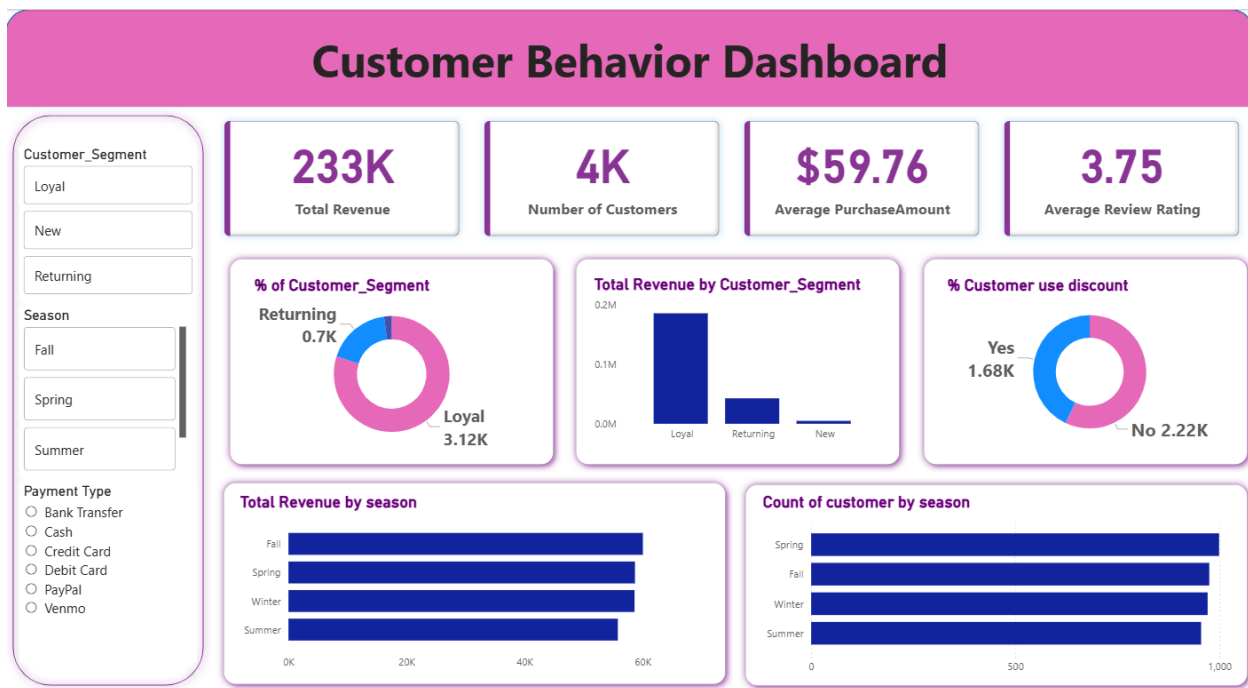 Customer Behavior Dashboard
Customer_Segment
Loyal
New
Returning
Season
Fall
Spring
Summer
Payment Type
Bank Transfer
Cash
Credit Card
Debit Card
PayPal
Venmo
233K
Total Revenue
4K
Number of Customers
$59.76
Average PurchaseAmount
3.75
Average Review Rating
% of Customer_Segment
Returning
0.7K
Loyal
3.12K
Total Revenue by Customer_Segment
0.2M
0.1M
0.0M
Loyal Returning New
% Customer use discount
Yes
1.68K
No 2.22K
Total Revenue by season
Fall
Spring
Winter
Summer
0K 20K 40K 60K
Count of customer by season
Spring
Fall
Winter
Summer
0 500 1,000